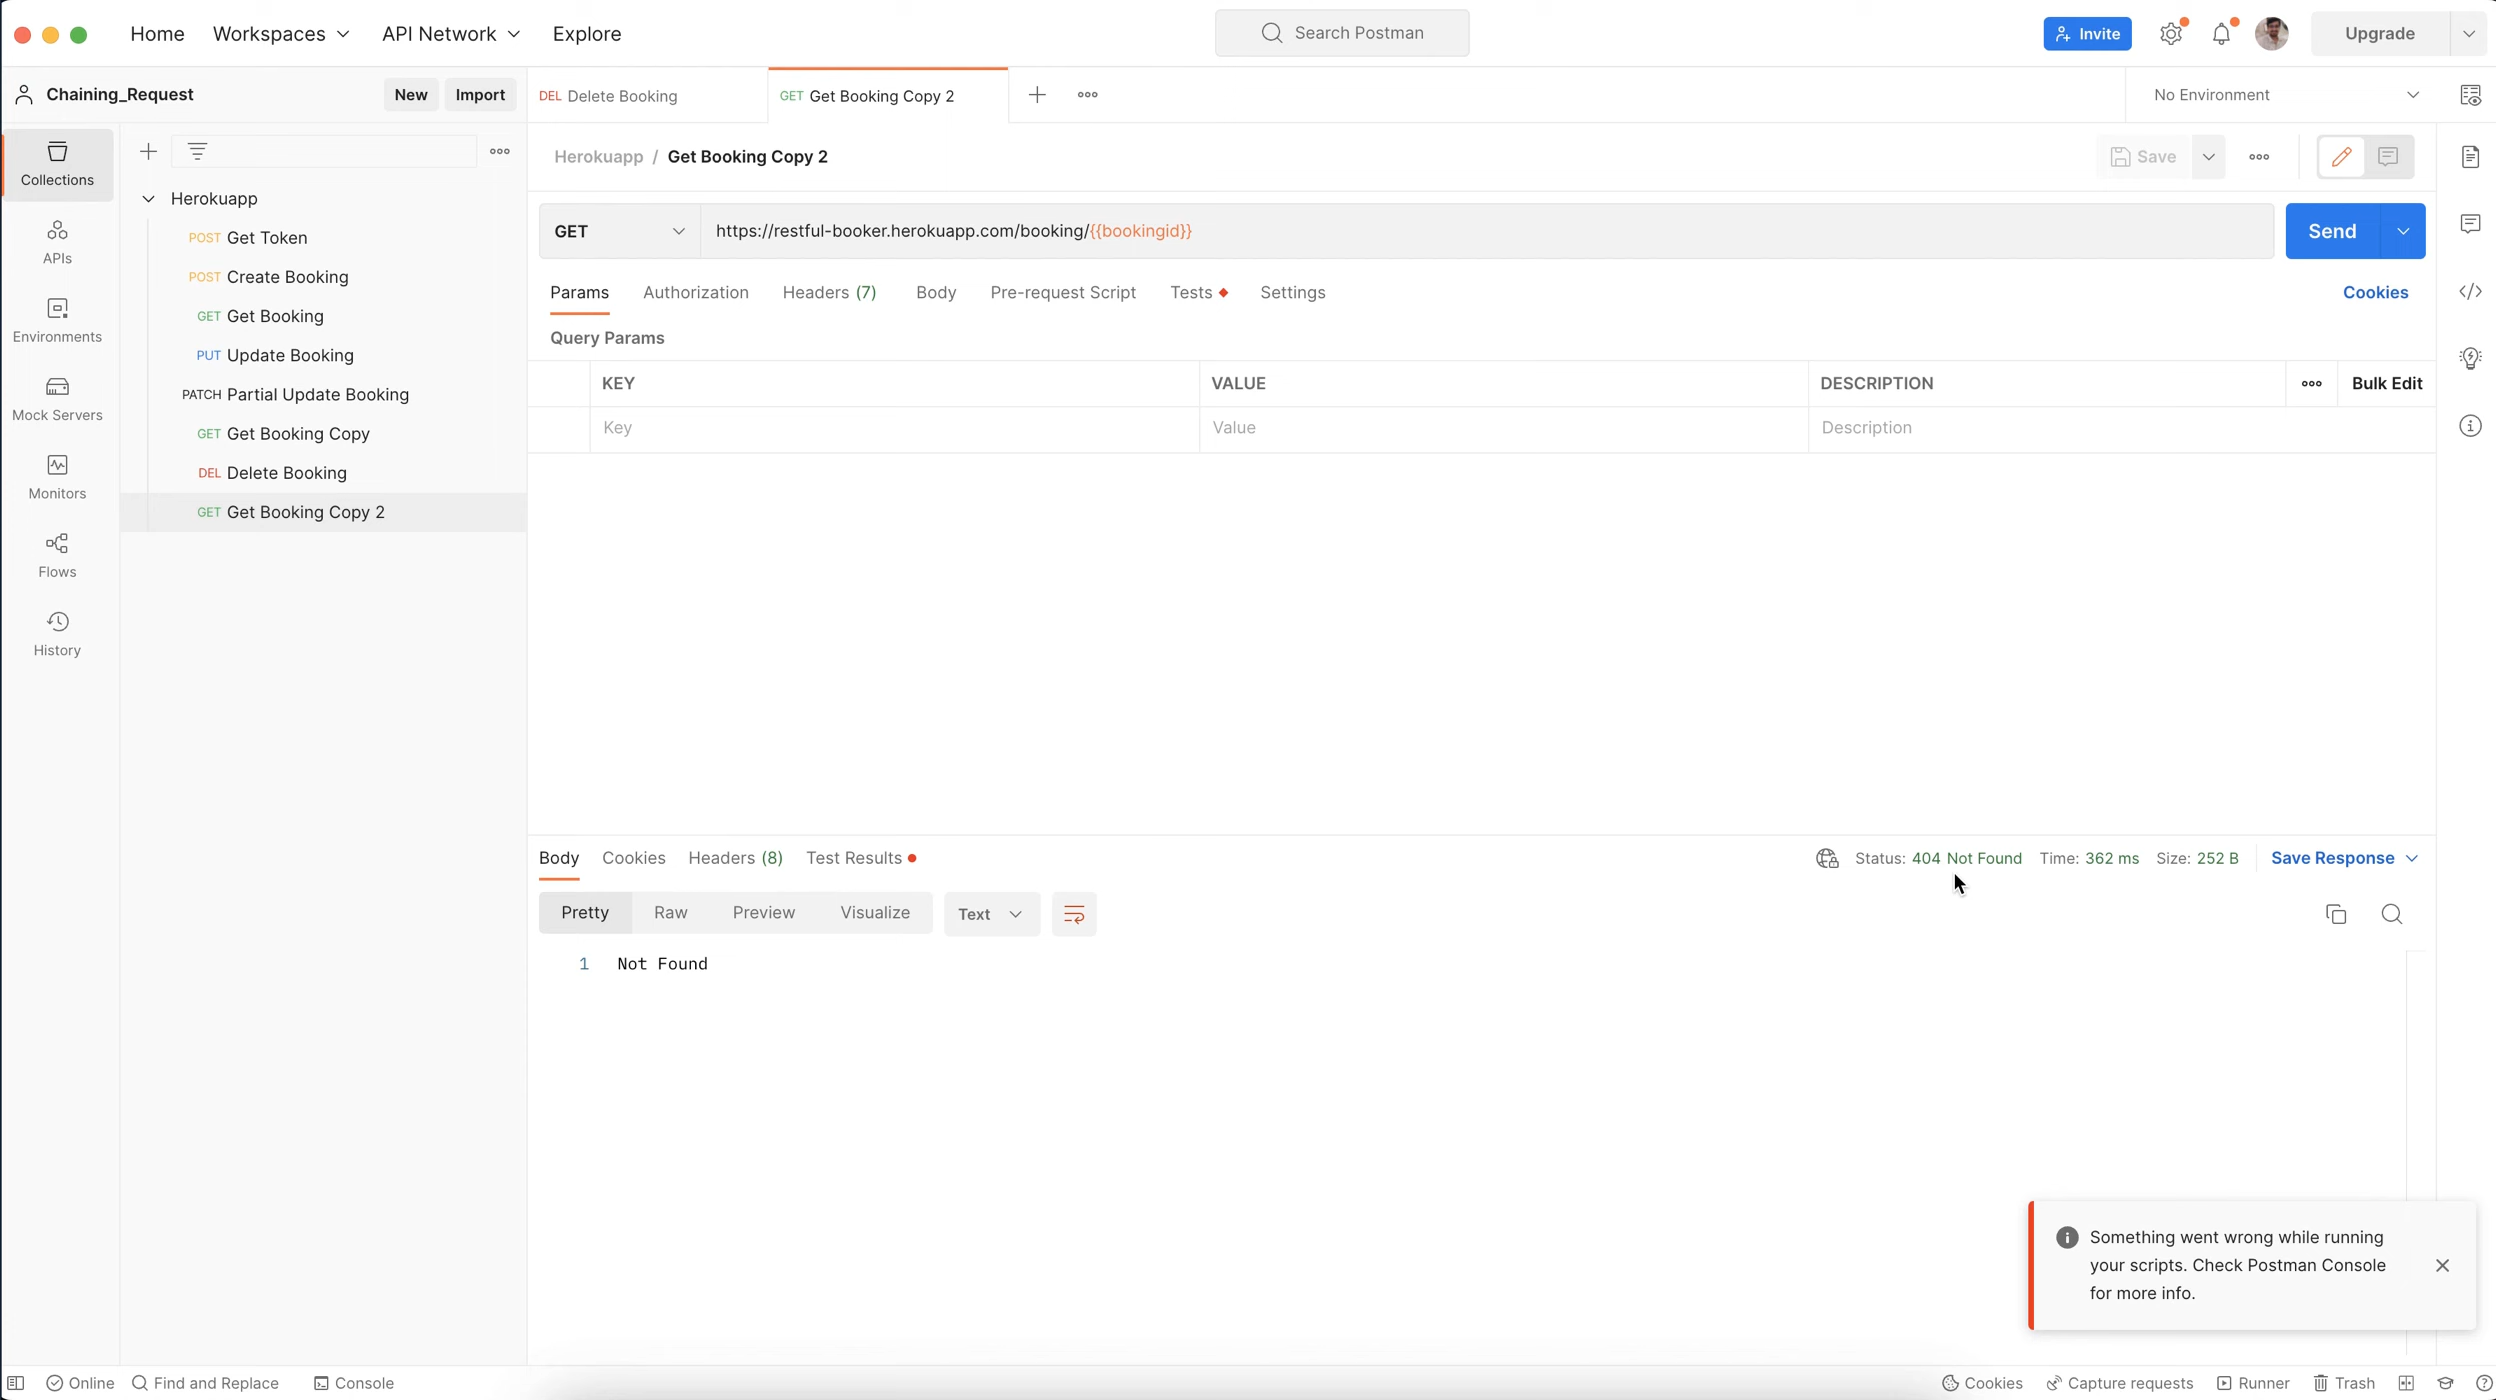 Home Workspaces API Network Explore Search Postman Invite Upgrade
Chaining_Request New Import DEL Delete Booking GET Get Booking Copy 2 No Environment
Herokuapp / Get Booking Copy 2 Save
Collections
Herokuapp
POST Get Token
POST Create Booking
GET Get Booking
PUT Update Booking
PATCH Partial Update Booking
GET Get Booking Copy
DEL Delete Booking
GET Get Booking Copy 2
APIs
Environments
Mock Servers
Monitors
Flows
History
GET https://restful-booker.herokuapp.com/booking/{{bookingid}} Send
Params Authorization Headers (7) Body Pre-request Script Tests Settings Cookies
Query Params
KEY VALUE DESCRIPTION Bulk Edit
Key Value Description
Body Cookies Headers (8) Test Results Status: 404 Not Found Time: 362 ms Size: 252 B Save Response
Pretty Raw Preview Visualize Text
1 Not Found
Something went wrong while running
your scripts. Check Postman Console
for more info.
Online Find and Replace Console Cookies Capture requests Runner Trash